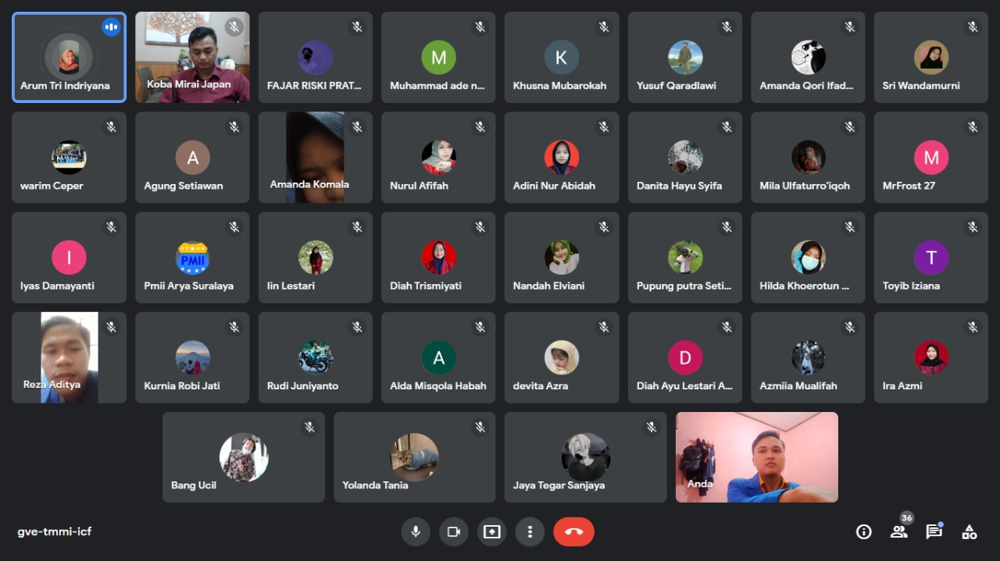 Arum Tri Indriyana
Koba Mirai Japan
FAJAR RISKI PRAT...
M
Muhammad ade n...
K
Khusna Mubarokah
Yusuf Qaradlawi
Amanda Qori Ifad...
Sri Wandamurni
warim Ceper
A
Agung Setiawan
Amanda Komala
Nurul Afifah
Adini Nur Abidah
Danita Hayu Syifa
Mila Ulfaturro'iqoh
M
MrFrost 27
I
Iyas Damayanti
PMII
Pmii Arya Suralaya
Iin Lestari
Diah Trismiyati
Nandah Elviani
Pupung putra Seti...
Hilda Khoerotun ...
T
Toyib Iziana
Reza Aditya
Kurnia Robi Jati
Rudi Juniyanto
A
Alda Misqola Habah
devita Azra
D
Diah Ayu Lestari A...
Azmiia Mualifah
Ira Azmi
Bang Ucil
Yolanda Tania
Jaya Tegar Sanjaya
Anda
gve-tmmi-icf
36